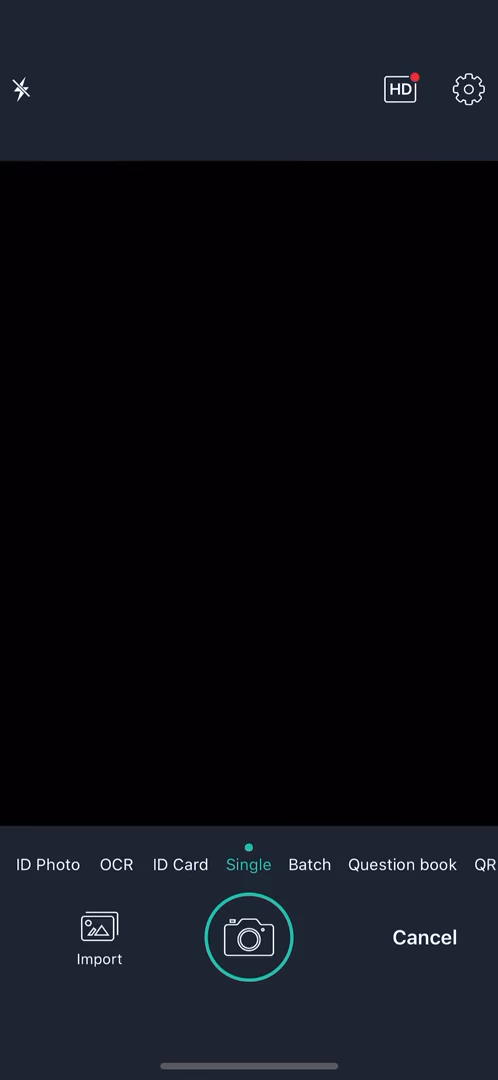 HD
ID Photo OCR ID Card Single Batch Question book QR
Import
Cancel